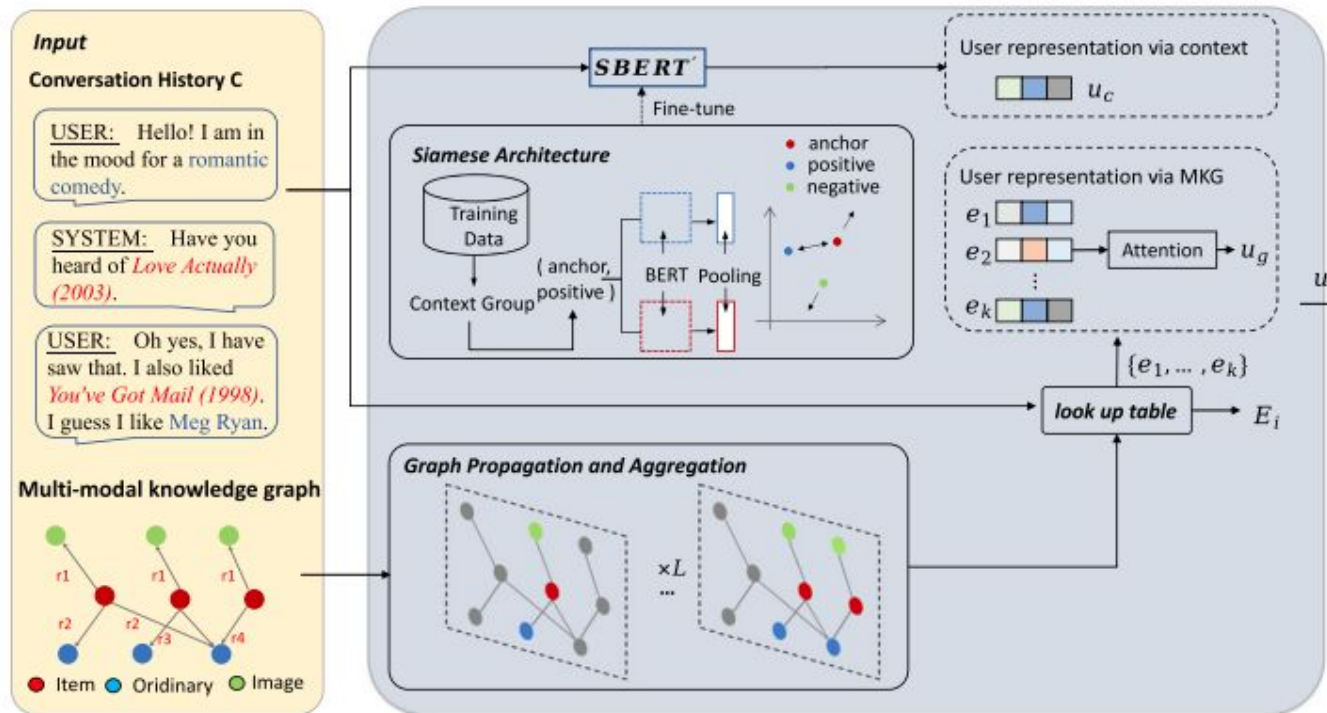 Input
Conversation History C
USER: Hello! I am in
the mood for a romantic
comedy.
SYSTEM: Have you
heard of Love Actually
(2003).
USER: Oh yes, I have
saw that. I also liked
You've Got Mail (1998).
I guess I like Meg Ryan.
Multi-modal knowledge graph
r1
r1
r1
r2
r2
r3
r4
Item
Oridinary
Image
SBERT′
Fine-tune
Siamese Architecture
Training
Data
Context Group
( anchor,
positive )
BERT
Pooling
anchor
positive
negative
Graph Propagation and Aggregation
×L
...
User representation via context
u_c
User representation via MKG
e_1
e_2
⋮
e_k
Attention
u_g
{e_1, ... , e_k}
look up table
E_i
u